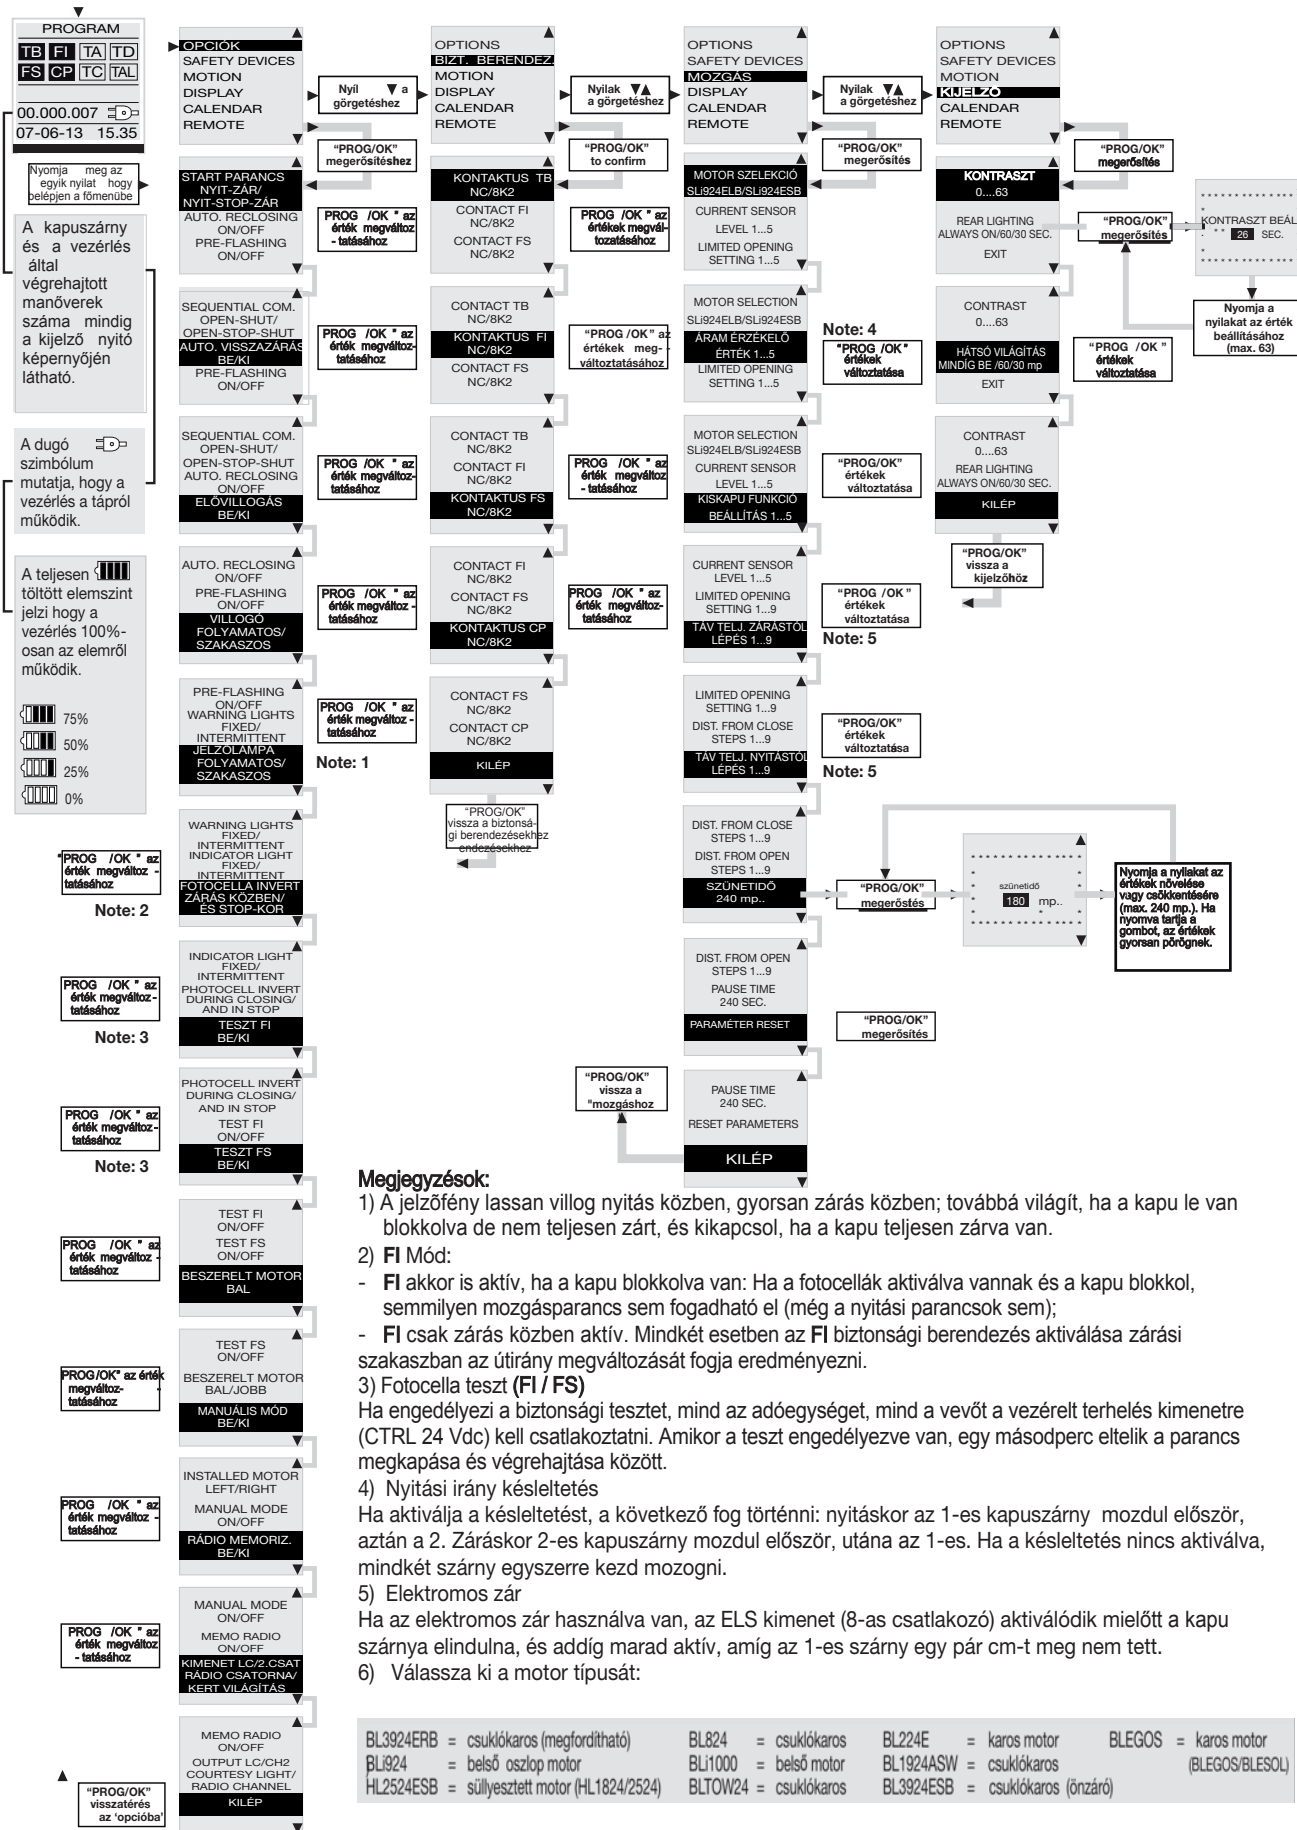 PROGRAM
TB FI TA TD
FS CP TC TAL
00.000.007
07-06-13 15.35
Nyomja meg az
egyik nyilat hogy
belépjen a főmenübe
A kapuszárny
és a vezérlés
által
végrehajtott
manőverek
száma mindig
a kijelző nyitó
képernyőjén
látható.
A dugó
szimbólum
mutatja, hogy a
vezérlés a tápról
működik.
A teljesen
töltött elemszint
jelzi hogy a
vezérlés 100%-
osan az elemről
működik.
75%
50%
25%
0%
OPCIÓK
SAFETY DEVICES
MOTION
DISPLAY
CALENDAR
REMOTE
Nyíl ▼ a
görgetéshez
"PROG/OK"
megerősítéshez
START PARANCS
NYIT-ZÁR/
NYIT-STOP-ZÁR
AUTO. RECLOSING
ON/OFF
PRE-FLASHING
ON/OFF
PROG /OK " az
érték megváltoz
- tatásához
SEQUENTIAL COM.
OPEN-SHUT/
OPEN-STOP-SHUT
AUTO. VISSZAZÁRÁS
BE/KI
PRE-FLASHING
ON/OFF
PROG /OK " az
érték megváltoz-
tatásához
SEQUENTIAL COM.
OPEN-SHUT/
OPEN-STOP-SHUT
AUTO. RECLOSING
ON/OFF
ELŐVILLOGÁS
BE/KI
PROG /OK " az
érték megváltoz-
tatásához
AUTO. RECLOSING
ON/OFF
PRE-FLASHING
ON/OFF
VILLOGÓ
FOLYAMATOS/
SZAKASZOS
PROG /OK " az
érték megváltoz -
tatásához
PRE-FLASHING
ON/OFF
WARNING LIGHTS
FIXED/
INTERMITTENT
JELZŐLÁMPA
FOLYAMATOS/
SZAKASZOS
PROG /OK " az
érték megváltoz -
tatásához
Note: 1
WARNING LIGHTS
FIXED/
INTERMITTENT
INDICATOR LIGHT
FIXED/
INTERMITTENT
FOTOCELLA INVERT
ZÁRÁS KÖZBEN/
ÉS STOP-KOR
"PROG /OK " az
érték megváltoz -
tatásához
Note: 2
INDICATOR LIGHT
FIXED/
INTERMITTENT
PHOTOCELL INVERT
DURING CLOSING/
AND IN STOP
TESZT FI
BE/KI
PROG /OK " az
érték megváltoz -
tatásához
Note: 3
PHOTOCELL INVERT
DURING CLOSING/
AND IN STOP
TEST FI
ON/OFF
TESZT FS
BE/KI
PROG /OK " az
érték megváltoz-
tatásához
Note: 3
TEST FI
ON/OFF
TEST FS
ON/OFF
BESZERELT MOTOR
BAL
PROG /OK " az
érték megváltoz -
tatásához
TEST FS
ON/OFF
BESZERELT MOTOR
BAL/JOBB
MANUÁLIS MÓD
BE/KI
PROG/OK" az érték
megváltoz- -
tatásához
INSTALLED MOTOR
LEFT/RIGHT
MANUAL MODE
ON/OFF
RÁDIO MEMORIZ.
BE/KI
PROG /OK " az
érték megváltoz -
tatásához
MANUAL MODE
ON/OFF
MEMO RADIO
ON/OFF
KIMENET LC/2.CSAT
RÁDIO CSATORNA/
KERT VILÁGÍTÁS
PROG /OK " az
érték megváltoz
- tatásához
MEMO RADIO
ON/OFF
OUTPUT LC/CH2
COURTESY LIGHT/
RADIO CHANNEL
KILÉP
"PROG/OK"
visszatérés
az 'opcióba'
OPTIONS
BIZT. BERENDEZ.
MOTION
DISPLAY
CALENDAR
REMOTE
Nyilak ▼▲
a görgetéshez
"PROG/OK"
to confirm
KONTAKTUS TB
NC/8K2
CONTACT FI
NC/8K2
CONTACT FS
NC/8K2
PROG /OK " az
értékek megvál-
tozatásához
CONTACT TB
NC/8K2
KONTAKTUS FI
NC/8K2
CONTACT FS
NC/8K2
"PROG /OK" az
értékek meg- -
változtatásához
CONTACT TB
NC/8K2
CONTACT FI
NC/8K2
KONTAKTUS FS
NC/8K2
PROG /OK " az
érték megváltoz
- tatásához
CONTACT FI
NC/8K2
CONTACT FS
NC/8K2
KONTAKTUS CP
NC/8K2
PROG /OK " az
érték megváltoz-
tatásához
CONTACT FS
NC/8K2
CONTACT CP
NC/8K2
KILÉP
"PROG/OK"
vissza a biztonsá-
gi berendezésekhez
endezésekhez
OPTIONS
SAFETY DEVICES
MOZGÁS
DISPLAY
CALENDAR
REMOTE
Nyilak ▼▲
a görgetéshez
"PROG/OK"
megerősítés
MOTOR SZELEKCIÓ
SLi924ELB/SLi924ESB
CURRENT SENSOR
LEVEL 1...5
LIMITED OPENING
SETTING 1...5
MOTOR SELECTION
SLi924ELB/SLi924ESB
ÁRAM ÉRZÉKELŐ
ÉRTÉK 1...5
LIMITED OPENING
SETTING 1...5
Note: 4
"PROG /OK"
értékek
változtatása
MOTOR SELECTION
SLi924ELB/SLi924ESB
CURRENT SENSOR
LEVEL 1...5
KISKAPU FUNKCIÓ
BEÁLLÍTÁS 1...5
"PROG/OK"
értékek
változtatása
CURRENT SENSOR
LEVEL 1...5
LIMITED OPENING
SETTING 1...9
TÁV TELJ. ZÁRÁSTÓL
LÉPÉS 1...9
"PROG /OK"
értékek
változtatása
Note: 5
LIMITED OPENING
SETTING 1...9
DIST. FROM CLOSE
STEPS 1...9
TÁV TELJ. NYITÁSTÓL
LÉPÉS 1...9
"PROG/OK"
értékek
változtatása
Note: 5
DIST. FROM CLOSE
STEPS 1...9
DIST. FROM OPEN
STEPS 1...9
SZÜNETIDŐ
240 mp..
"PROG/OK"
megerőstés
szünetidő
180 mp..
Nyomja a nyilakat az
értékek növelése
vagy csökkentésére
(max. 240 mp.). Ha
nyomva tartja a
gombot, az értékek
gyorsan pörögnek.
DIST. FROM OPEN
STEPS 1...9
PAUSE TIME
240 SEC.
PARAMÉTER RESET
"PROG/OK"
megerősítés
PAUSE TIME
240 SEC.
RESET PARAMETERS
KILÉP
"PROG/OK"
vissza a
"mozgáshoz
OPTIONS
SAFETY DEVICES
MOTION
KIJELZŐ
CALENDAR
REMOTE
"PROG/OK"
megerősítés
KONTRASZT
0....63
REAR LIGHTING
ALWAYS ON/60/30 SEC.
EXIT
"PROG/OK"
megerősítés
KONTRASZT BEÁL
26 SEC.
Nyomja a
nyilakat az érték
beállításához
(max. 63)
CONTRAST
0....63
HÁTSÓ VILÁGÍTÁS
MINDÍG BE /60/30 mp
EXIT
"PROG /OK "
értékek
változtatása
CONTRAST
0....63
REAR LIGHTING
ALWAYS ON/60/30 SEC.
KILÉP
"PROG/OK"
vissza a
kijelzőhöz
Megjegyzésok:
1) A jelzőfény lassan villog nyitás közben, gyorsan zárás közben; továbbá világít, ha a kapu le van
blokkolva de nem teljesen zárt, és kikapcsol, ha a kapu teljesen zárva van.
2) FI Mód:
- FI akkor is aktív, ha a kapu blokkolva van: Ha a fotocellák aktiválva vannak és a kapu blokkol,
semmilyen mozgásparancs sem fogadható el (még a nyitási parancsok sem);
- FI csak zárás közben aktív. Mindkét esetben az FI biztonsági berendezés aktiválása zárási
szakaszban az útirány megváltozását fogja eredményezni.
3) Fotocella teszt (FI / FS)
Ha engedélyezi a biztonsági tesztet, mind az adóegységet, mind a vevőt a vezérelt terhelés kimenetre
(CTRL 24 Vdc) kell csatlakoztatni. Amikor a teszt engedélyezve van, egy másodperc eltelik a parancs
megkapása és végrehajtása között.
4) Nyitási irány késleltetés
Ha aktiválja a késleltetést, a következő fog történni: nyitáskor az 1-es kapuszárny mozdul először,
aztán a 2. Záráskor 2-es kapuszárny mozdul először, utána az 1-es. Ha a késleltetés nincs aktiválva,
mindkét szárny egyszerre kezd mozogni.
5) Elektromos zár
Ha az elektromos zár használva van, az ELS kimenet (8-as csatlakozó) aktiválódik mielőtt a kapu
szárnya elindulna, és addíg marad aktív, amíg az 1-es szárny egy pár cm-t meg nem tett.
6) Válassza ki a motor típusát:
BL3924ERB = csuklókaros (megfordítható) BL824 = csuklókaros BL224E = karos motor BLEGOS = karos motor
BLi924 = belső oszlop motor BLi1000 = belső motor BL1924ASW = csuklókaros (BLEGOS/BLESOL)
HL2524ESB = süllyesztett motor (HL1824/2524) BLTOW24 = csuklókaros BL3924ESB = csuklókaros (önzáró)